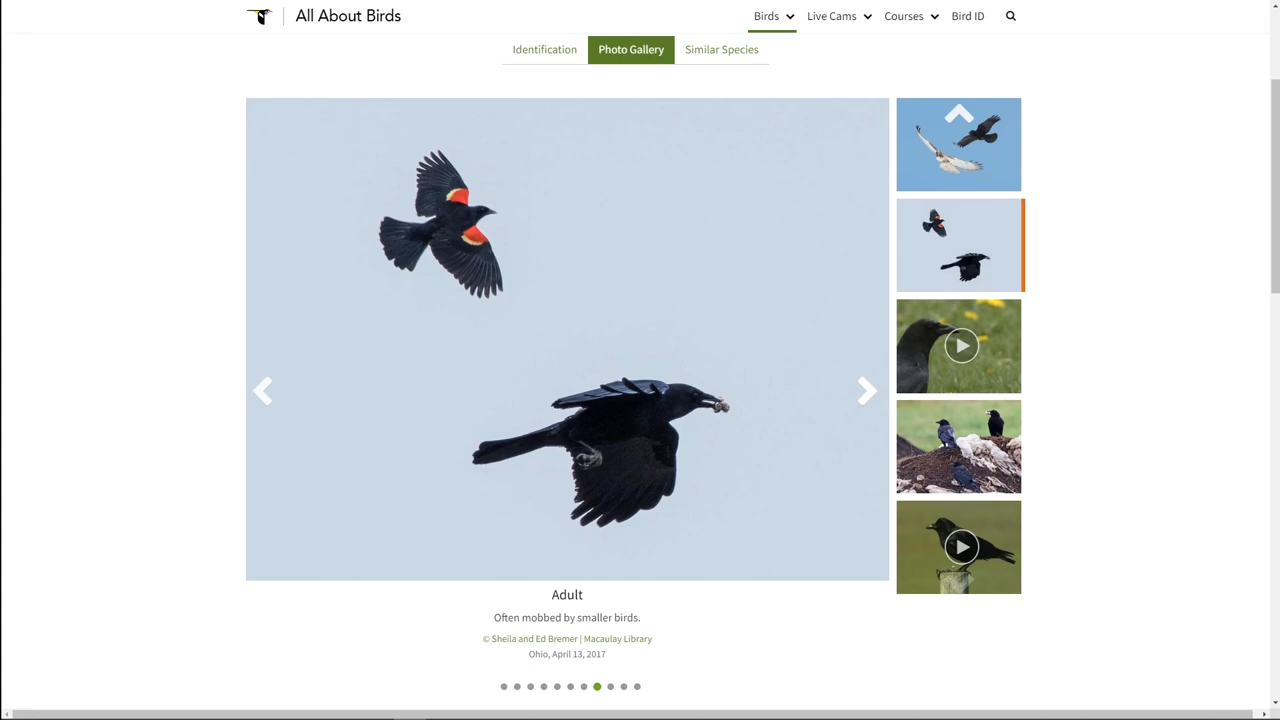 All About Birds
Birds
Live Cams
Courses
Bird ID
Identification
Photo Gallery
Similar Species
Adult
Often mobbed by smaller birds.
© Sheila and Ed Bremer | Macaulay Library
Ohio, April 13, 2017